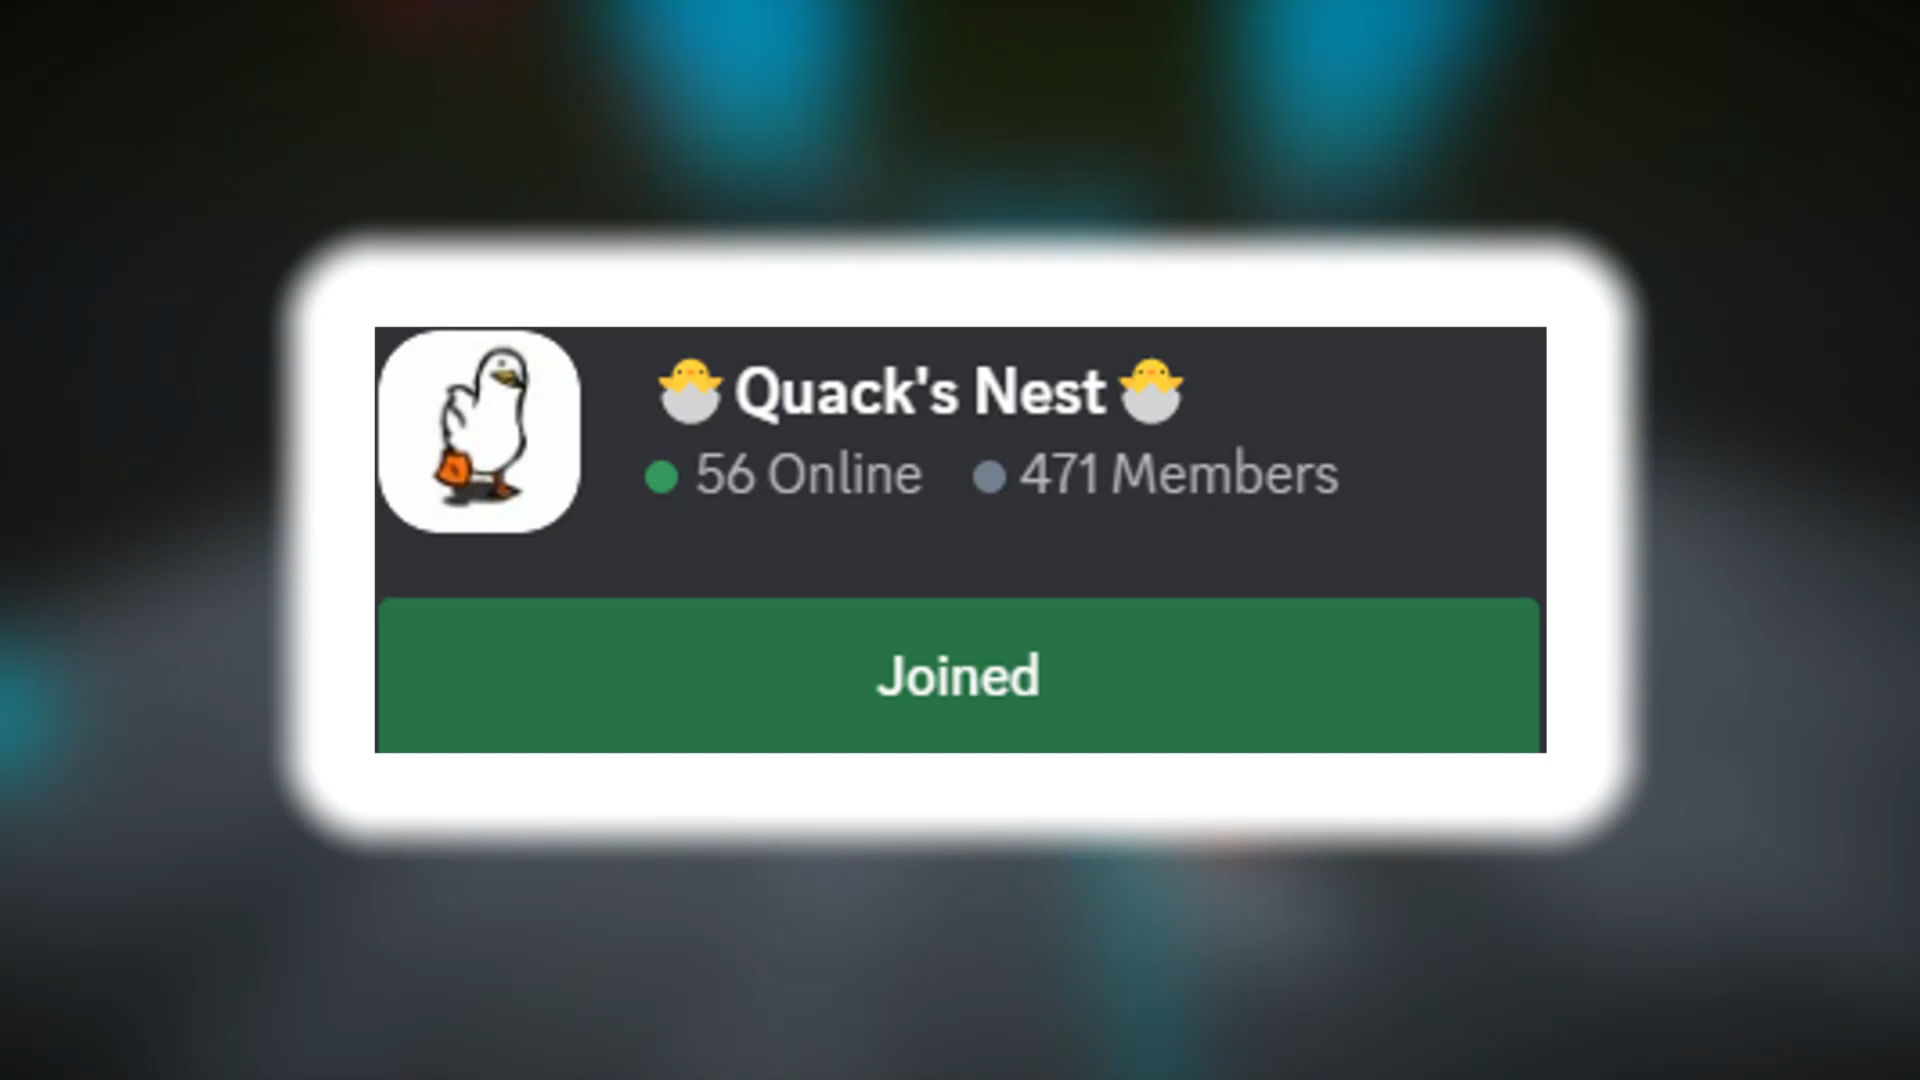 🐣 Quack's Nest 🐣
56 Online 471 Members
Joined